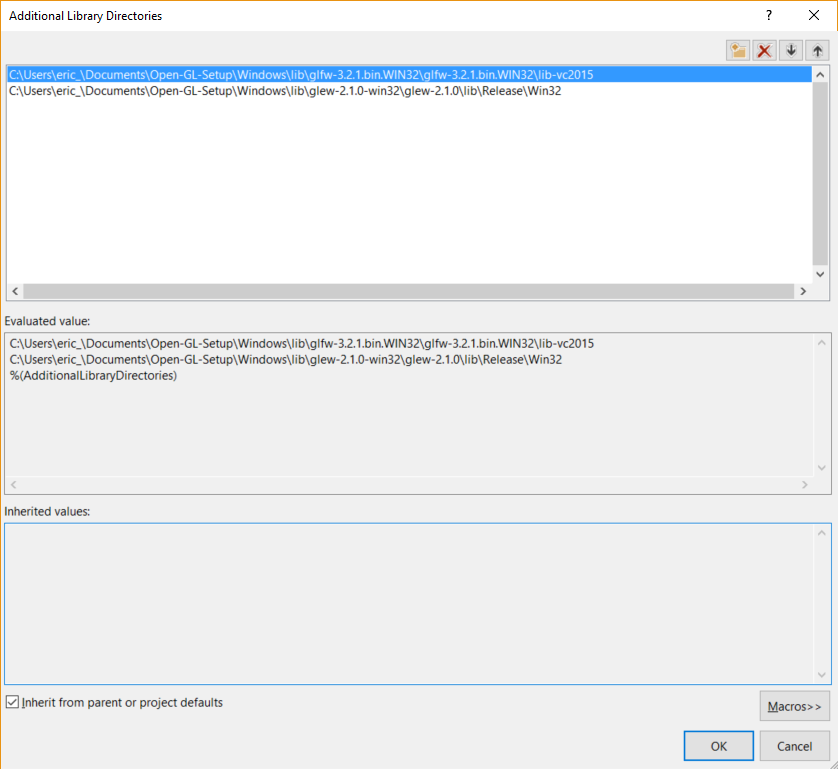 Additional Library Directories
?
C:\Users\eric_\Documents\Open-GL-Setup\Windows\lib\glfw-3.2.1.bin.WIN32\glfw-3.2.1.bin.WIN32\lib-vc2015
C:\Users\eric_\Documents\Open-GL-Setup\Windows\lib\glew-2.1.0-win32\glew-2.1.0\lib\Release\Win32
Evaluated value:
C:\Users\eric_\Documents\Open-GL-Setup\Windows\lib\glfw-3.2.1.bin.WIN32\glfw-3.2.1.bin.WIN32\lib-vc2015
C:\Users\eric_\Documents\Open-GL-Setup\Windows\lib\glew-2.1.0-win32\glew-2.1.0\lib\Release\Win32
%(AdditionalLibraryDirectories)
Inherited values:
Inherit from parent or project defaults
Macros>>
OK
Cancel